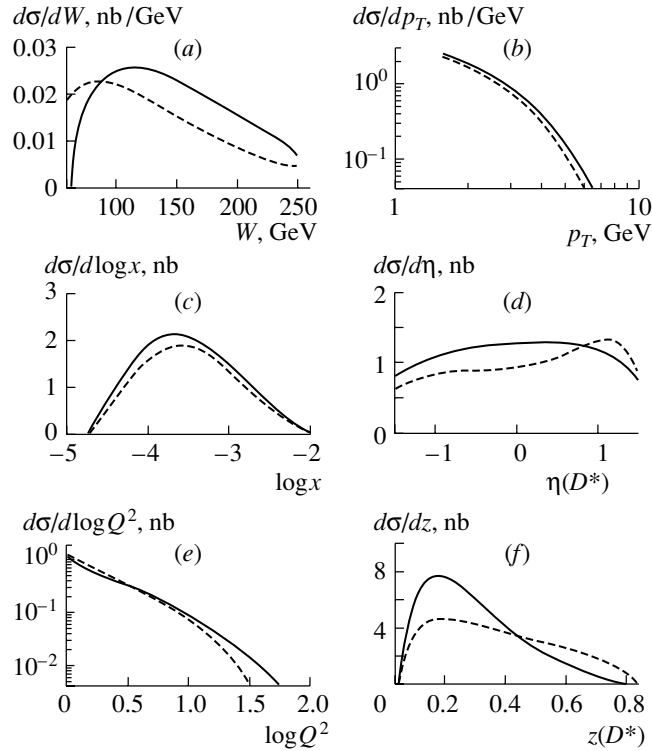 dσ/dW, nb/GeV
dσ/dp_T, nb/GeV
0.03
(a)
(b)
10^0
0.02
0.01
10^−1
0
100
150
200
250
1
10
W, GeV
p_T, GeV
dσ/d log x, nb
dσ/dη, nb
3
(c)
2
(d)
2
1
1
0
0
−5
−4
−3
−2
−1
0
1
log x
η(D*)
dσ/d log Q^2, nb
dσ/dz, nb
10^0
(e)
8
(f)
10^−1
4
10^−2
0
0.5
1.0
1.5
2.0
0
0.2
0.4
0.6
0.8
log Q^2
z(D*)